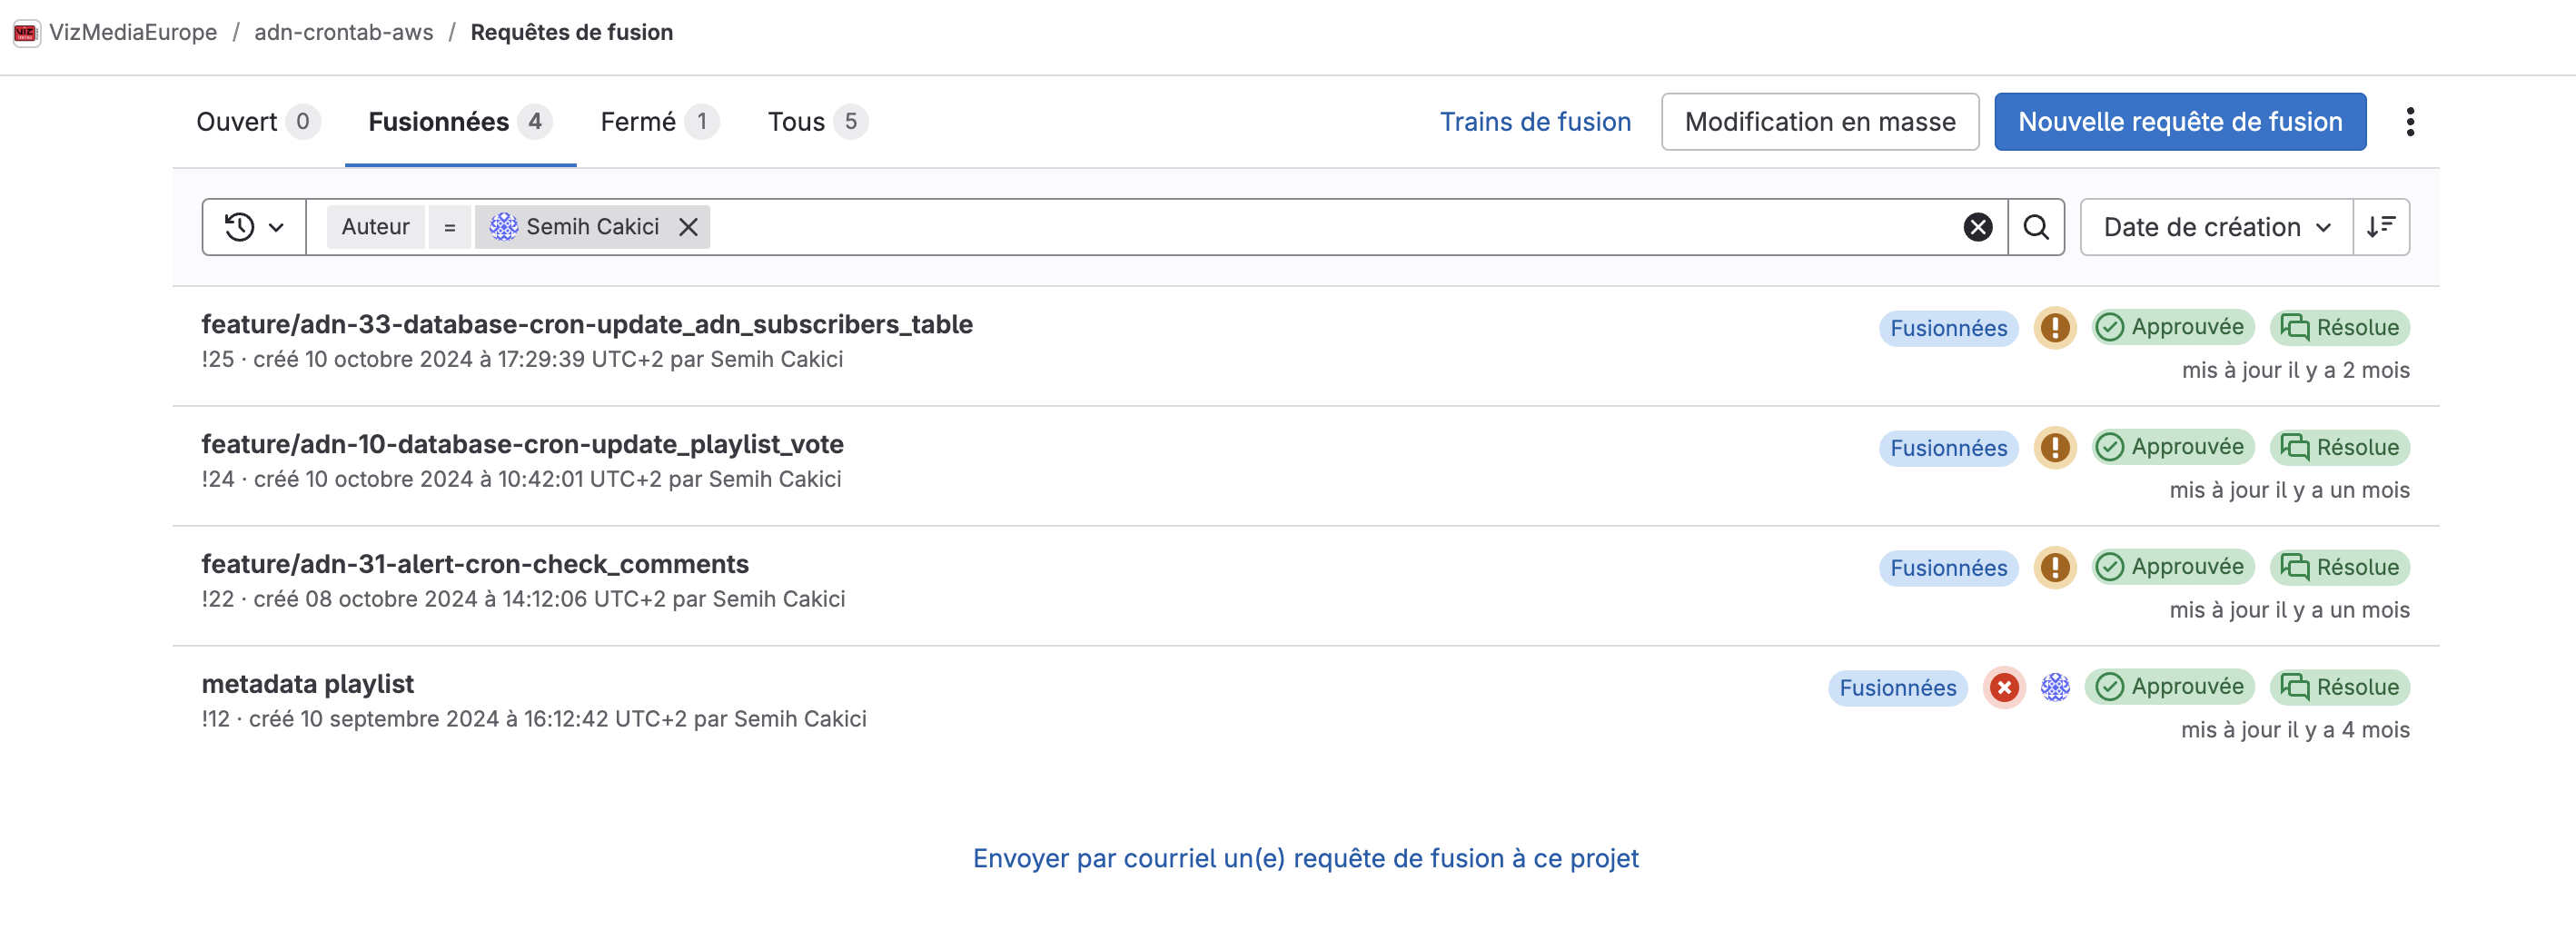 VizMediaEurope / adn-crontab-aws / Requêtes de fusion
Ouvert 0 Fusionnées 4 Fermé 1 Tous 5 Trains de fusion Modification en masse Nouvelle requête de fusion
Auteur = Semih Cakici Date de création
feature/adn-33-database-cron-update_adn_subscribers_table Fusionnées Approuvée Résolue
!25 · créé 10 octobre 2024 à 17:29:39 UTC+2 par Semih Cakici mis à jour il y a 2 mois
feature/adn-10-database-cron-update_playlist_vote Fusionnées Approuvée Résolue
!24 · créé 10 octobre 2024 à 10:42:01 UTC+2 par Semih Cakici mis à jour il y a un mois
feature/adn-31-alert-cron-check_comments Fusionnées Approuvée Résolue
!22 · créé 08 octobre 2024 à 14:12:06 UTC+2 par Semih Cakici mis à jour il y a un mois
metadata playlist Fusionnées Approuvée Résolue
!12 · créé 10 septembre 2024 à 16:12:42 UTC+2 par Semih Cakici mis à jour il y a 4 mois
Envoyer par courriel un(e) requête de fusion à ce projet